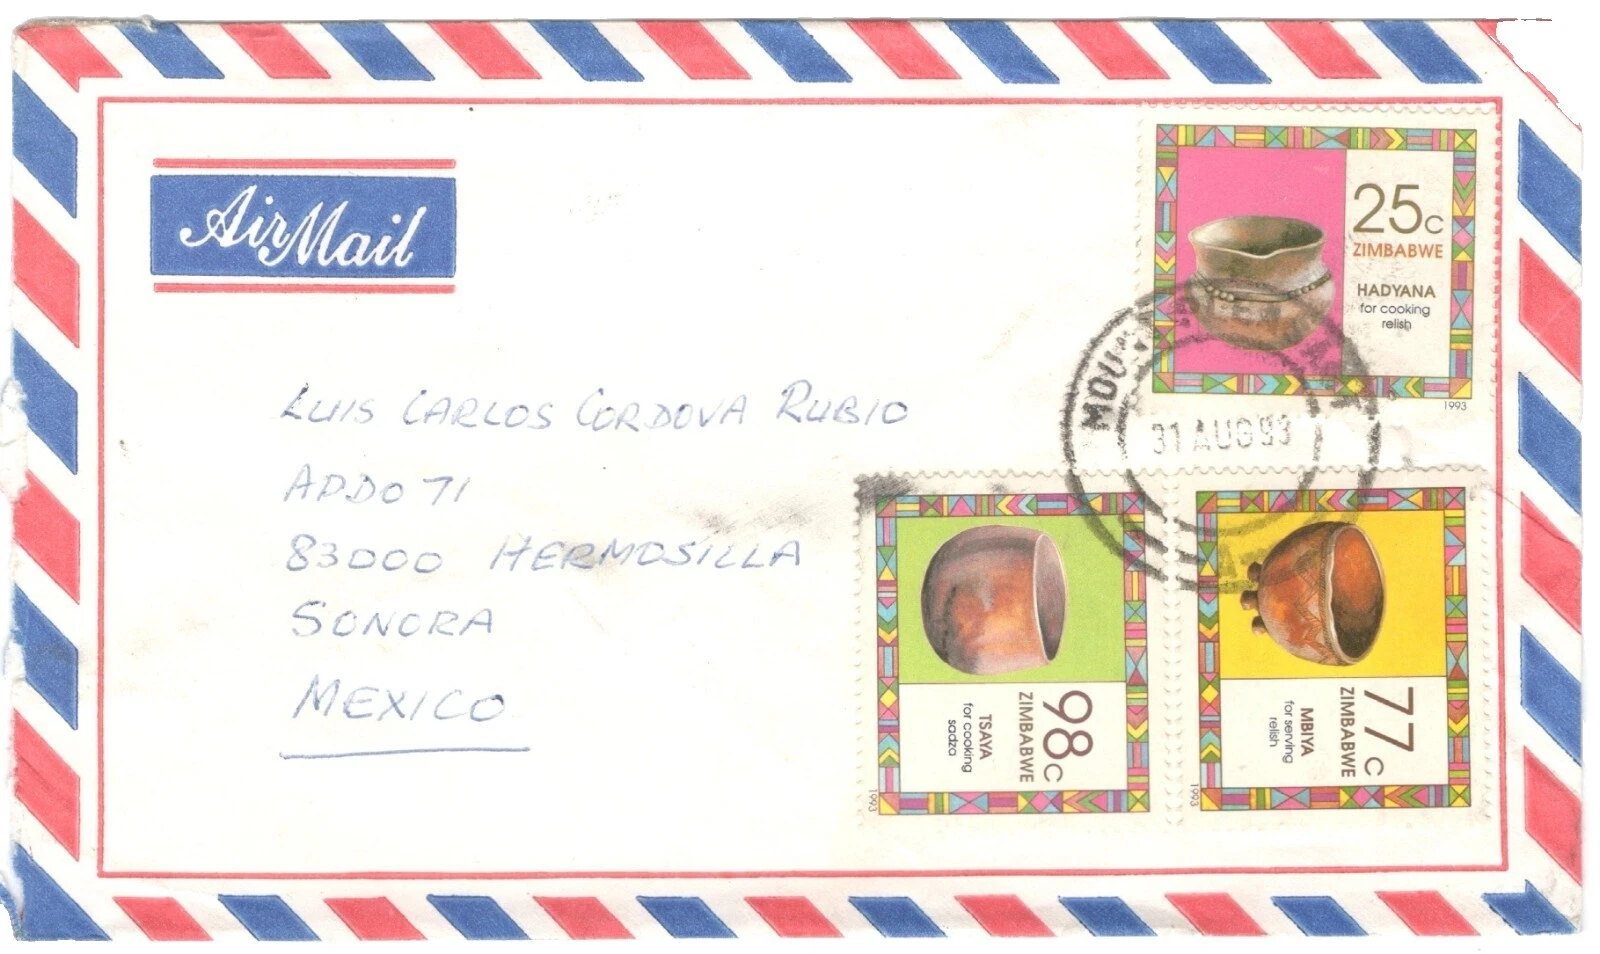 Air Mail
25c
ZIMBABWE
HADYANA
for cooking
relish
1993
31 AUG 93
LUIS CARLOS CORDOVA RUBIO
APDO 71
83000 HERMOSILLA
SONORA
MEXICO
98c
ZIMBABWE
TSAYA
for cooking
sadza
1993
77c
ZIMBABWE
MBIYA
for serving
relish
1993